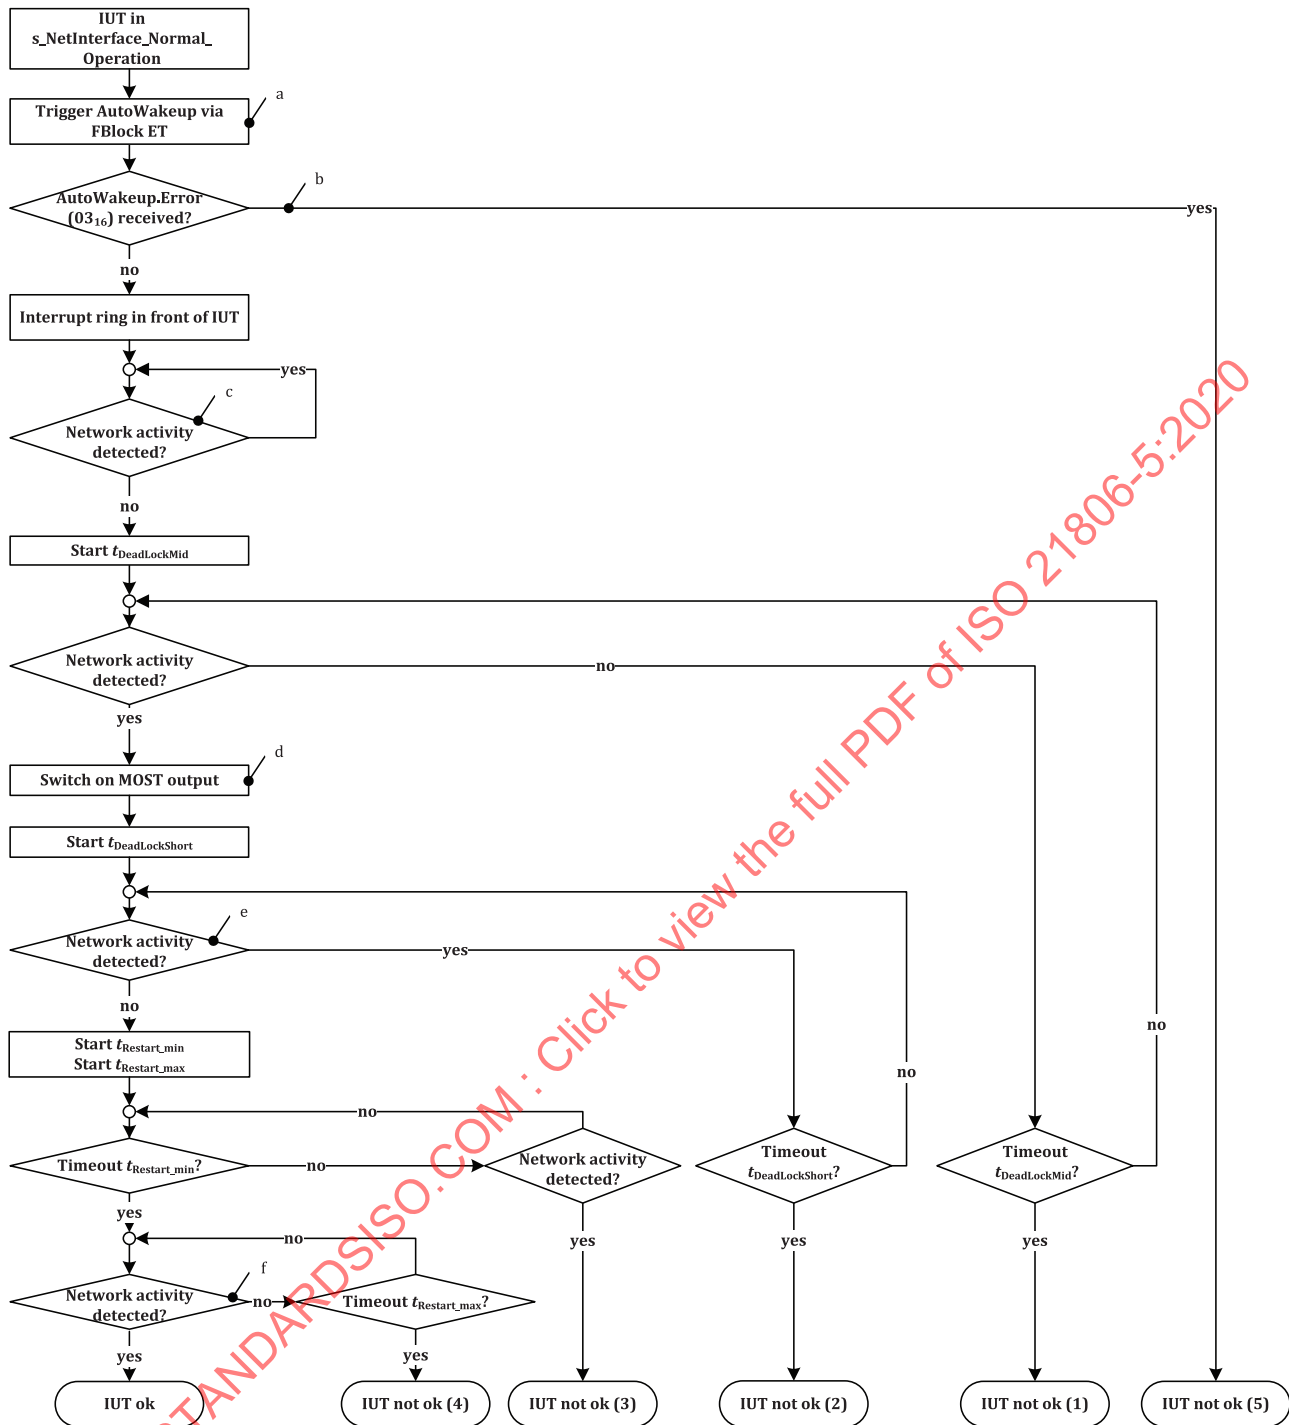 IUT in
s_NetInterface_Normal_
Operation
a
Trigger AutoWakeup via
FBlock ET
b
AutoWakeup.Error
(03₁₆) received?
yes
no
Interrupt ring in front of IUT
yes
c
Network activity
detected?
no
Start tDeadLockMid
Network activity
detected?
no
yes
d
Switch on MOST output
Start tDeadLockShort
e
Network activity
detected?
yes
no
no
Start tRestart_min
Start tRestart_max
no
no
Timeout tRestart_min?
no
Network activity
detected?
Timeout
tDeadLockShort?
Timeout
tDeadLockMid?
yes
no
yes
yes
yes
f
Network activity
detected?
no
Timeout tRestart_max?
yes
yes
IUT ok
IUT not ok (4)
IUT not ok (3)
IUT not ok (2)
IUT not ok (1)
IUT not ok (5)
STANDARDSISO.COM : Click to view the full PDF of ISO 21806-5:2020